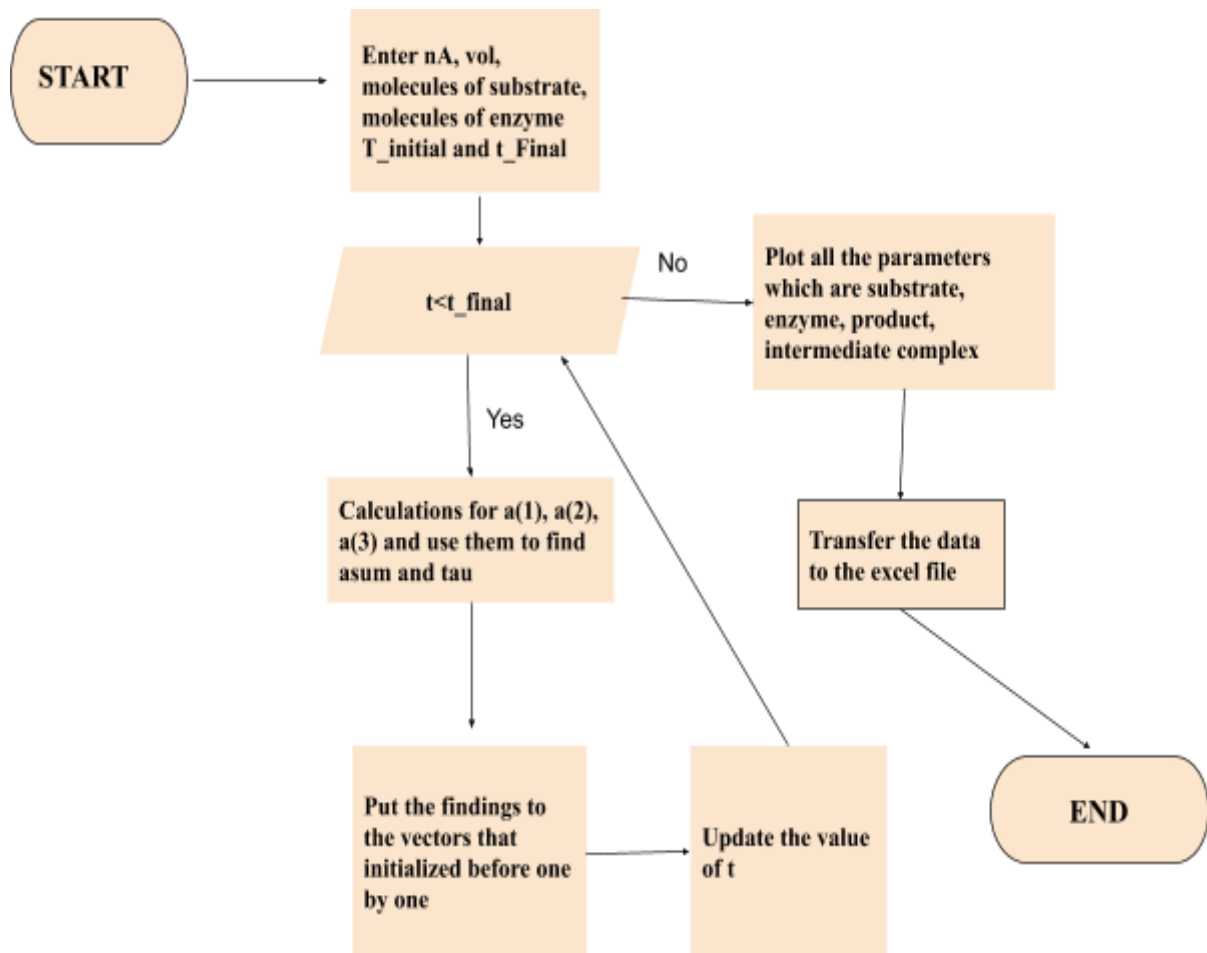 START
Enter nA, vol,
molecules of substrate,
molecules of enzyme
T_initial and t_Final
t<t_final
No
Plot all the parameters
which are substrate,
enzyme, product,
intermediate complex
Yes
Calculations for a(1), a(2),
a(3) and use them to find
asum and tau
Transfer the data
to the excel file
Put the findings to
the vectors that
initialized before one
by one
Update the value
of t
END